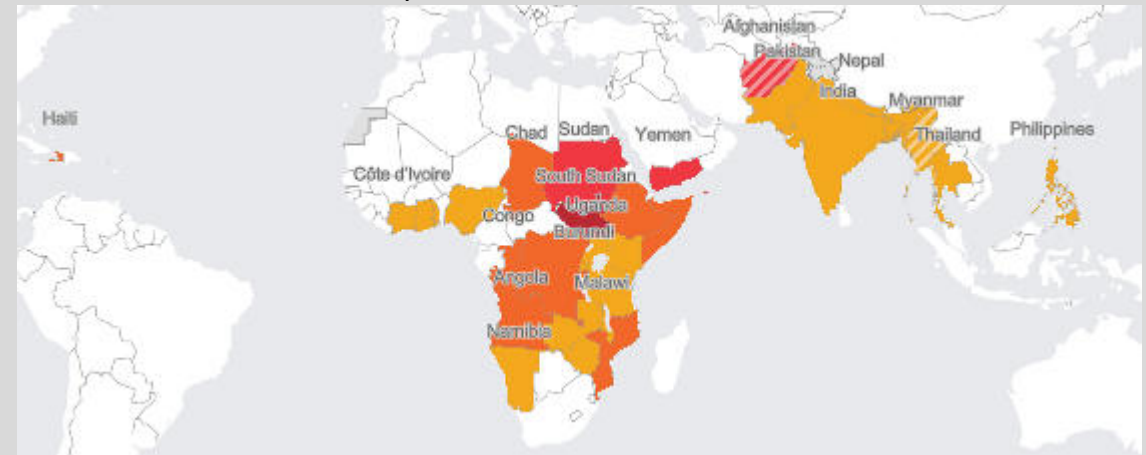 Afghanistan
Pakistan
Nepal
India
Haiti
Myanmar
Chad
Sudan
Yemen
Thailand
Philippines
Côte d'Ivoire
South Sudan
Uganda
Congo
Burundi
Angola
Malawi
Namibia